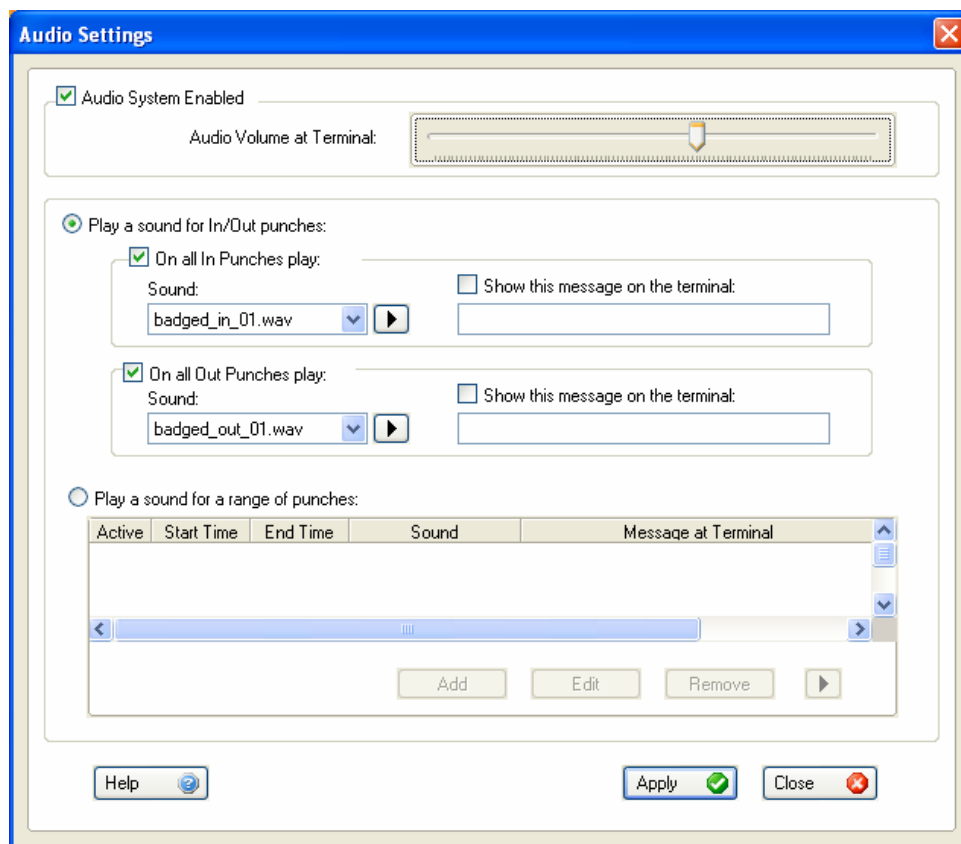 Audio Settings
Audio System Enabled
Audio Volume at Terminal:
Play a sound for In/Out punches:
On all In Punches play:
Sound:
Show this message on the terminal:
badged_in_01.wav
On all Out Punches play:
Sound:
Show this message on the terminal:
badged_out_01.wav
Play a sound for a range of punches:
Active Start Time End Time Sound Message at Terminal
Add Edit Remove
Help Apply Close